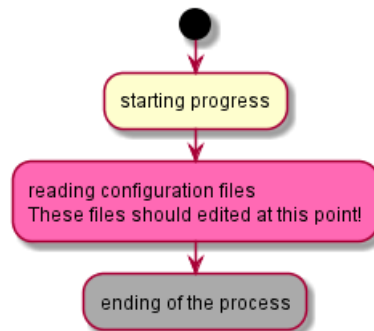 starting progress
reading configuration files
These files should edited at this point!
ending of the process